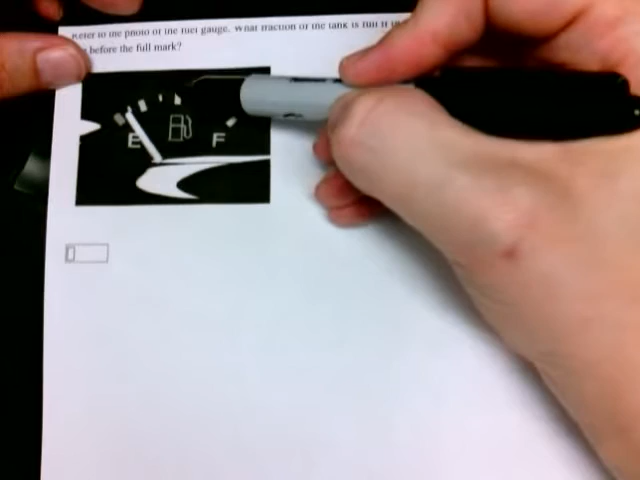 Refer to the photo of the fuel gauge. What fraction of the tank is full if
before the full mark?
E
F